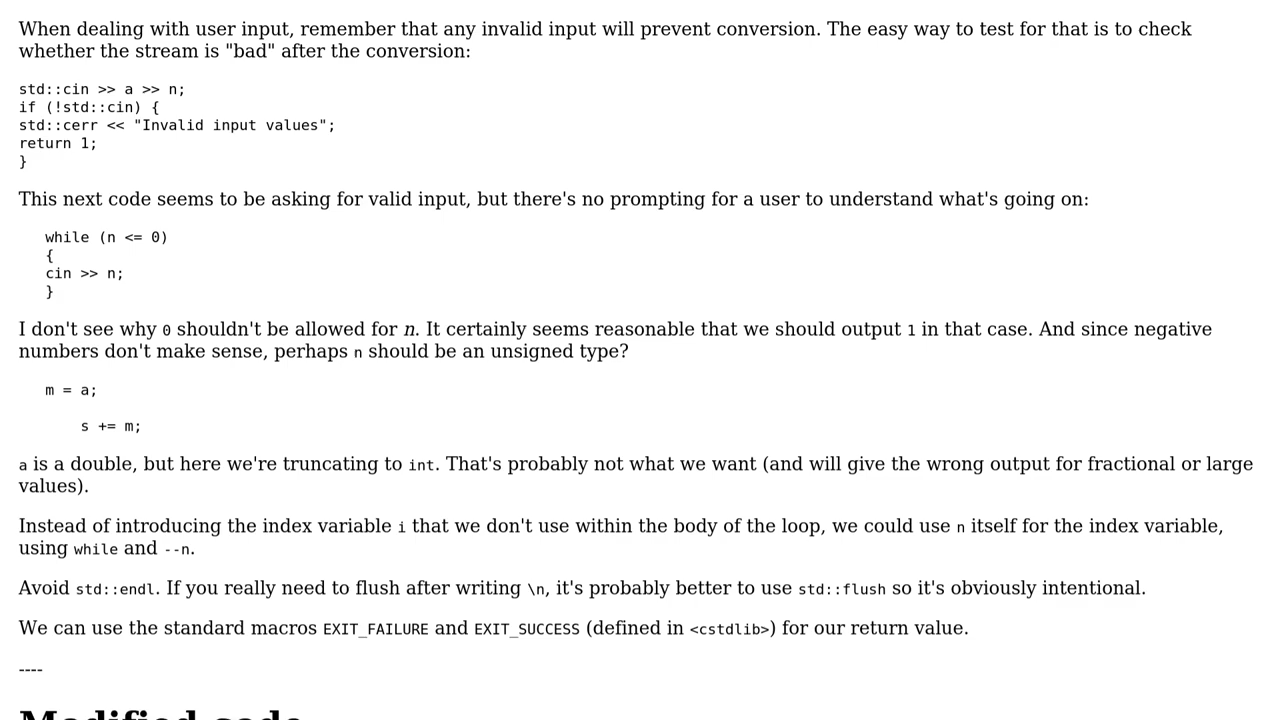 When dealing with user input, remember that any invalid input will prevent conversion. The easy way to test for that is to check
whether the stream is "bad" after the conversion:
std::cin >> a >> n;
if (!std::cin) {
std::cerr << "Invalid input values";
return 1;
}
This next code seems to be asking for valid input, but there's no prompting for a user to understand what's going on:
while (n <= 0)
{
cin >> n;
}
I don't see why 0 shouldn't be allowed for n. It certainly seems reasonable that we should output 1 in that case. And since negative
numbers don't make sense, perhaps n should be an unsigned type?
m = a;
s += m;
a is a double, but here we're truncating to int. That's probably not what we want (and will give the wrong output for fractional or large
values).
Instead of introducing the index variable i that we don't use within the body of the loop, we could use n itself for the index variable,
using while and --n.
Avoid std::endl. If you really need to flush after writing \n, it's probably better to use std::flush so it's obviously intentional.
We can use the standard macros EXIT_FAILURE and EXIT_SUCCESS (defined in <cstdlib>) for our return value.
----
Modified code